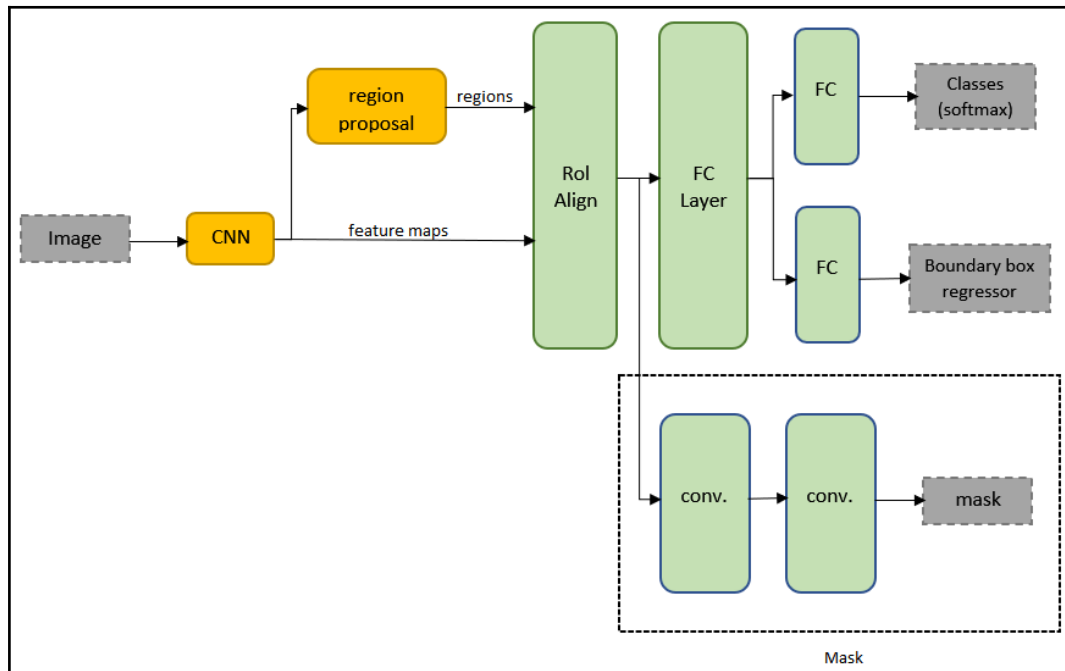 region
proposal
regions
Image
CNN
feature maps
RoI
Align
FC
Layer
FC
Classes
(softmax)
FC
Boundary box
regressor
conv.
conv.
mask
Mask